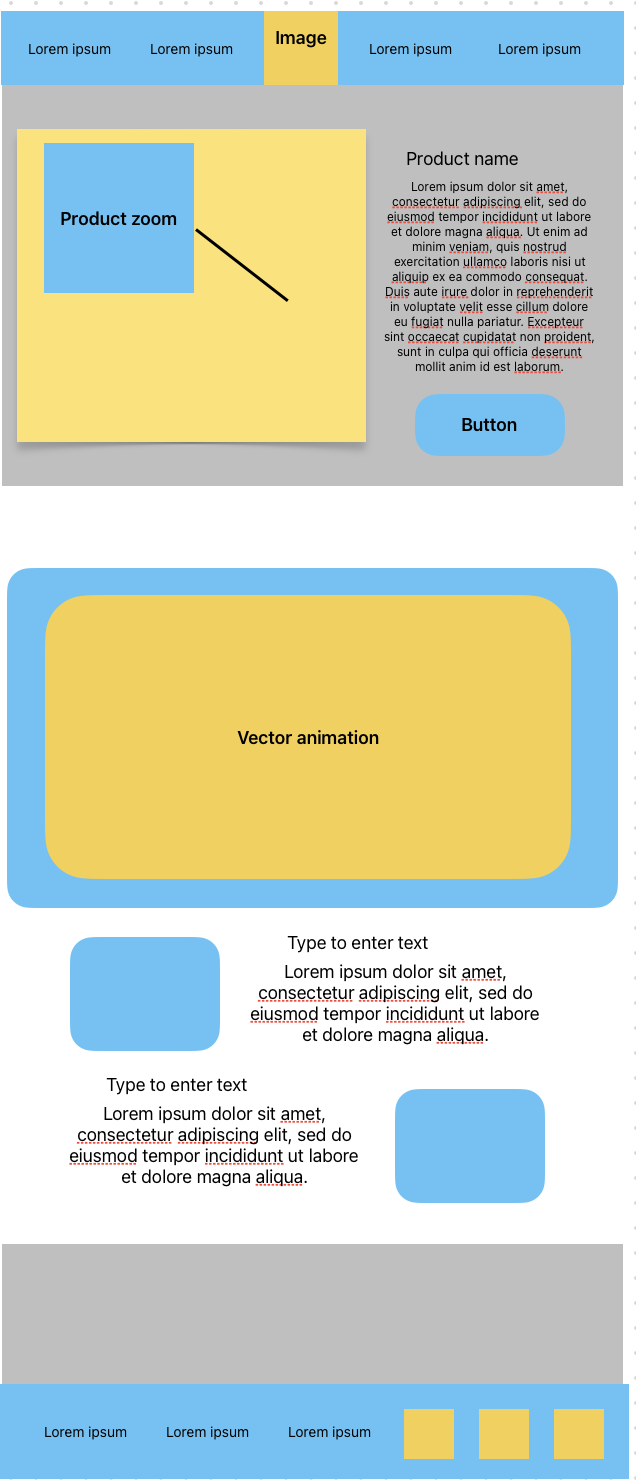 Lorem ipsum
Lorem ipsum
Image
Lorem ipsum
Lorem ipsum
Product zoom
Product name
Lorem ipsum dolor sit amet,
consectetur adipiscing elit, sed do
eiusmod tempor incididunt ut labore
et dolore magna aliqua. Ut enim ad
minim veniam, quis nostrud
exercitation ullamco laboris nisi ut
aliquip ex ea commodo consequat.
Duis aute irure dolor in reprehenderit
in voluptate velit esse cillum dolore
eu fugiat nulla pariatur. Excepteur
sint occaecat cupidatat non proident,
sunt in culpa qui officia deserunt
mollit anim id est laborum.
Button
Vector animation
Type to enter text
Lorem ipsum dolor sit amet,
consectetur adipiscing elit, sed do
eiusmod tempor incididunt ut labore
et dolore magna aliqua.
Type to enter text
Lorem ipsum dolor sit amet,
consectetur adipiscing elit, sed do
eiusmod tempor incididunt ut labore
et dolore magna aliqua.
Lorem ipsum
Lorem ipsum
Lorem ipsum